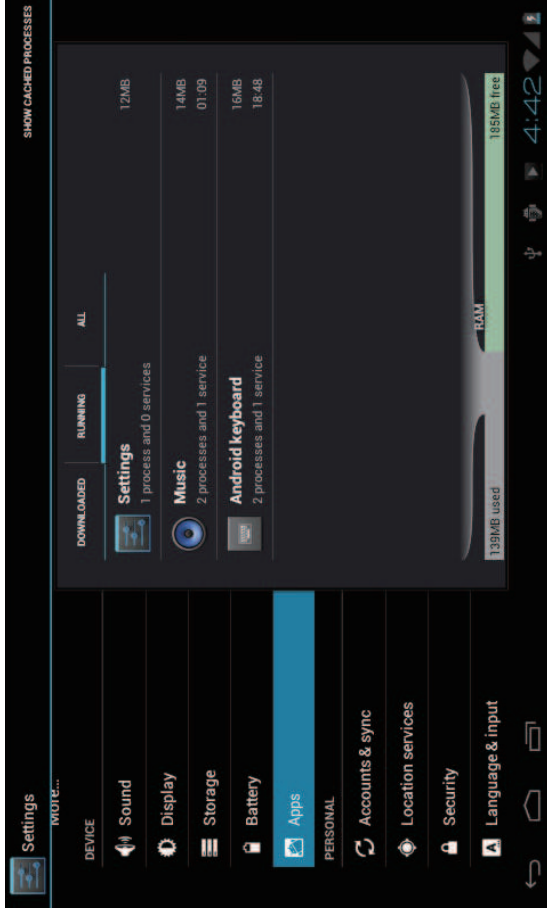 Settings
SHOW CACHED PROCESSES
More...
DEVICE
Sound
Display
Storage
Battery
Apps
PERSONAL
Accounts & sync
Location services
Security
Language & input
DOWNLOADED
RUNNING
ALL
Settings
12MB
1 process and 0 services
Music
14MB
2 processes and 1 service
01:09
Android keyboard
16MB
2 processes and 1 service
18:48
RAM
139MB used
185MB free
4:42